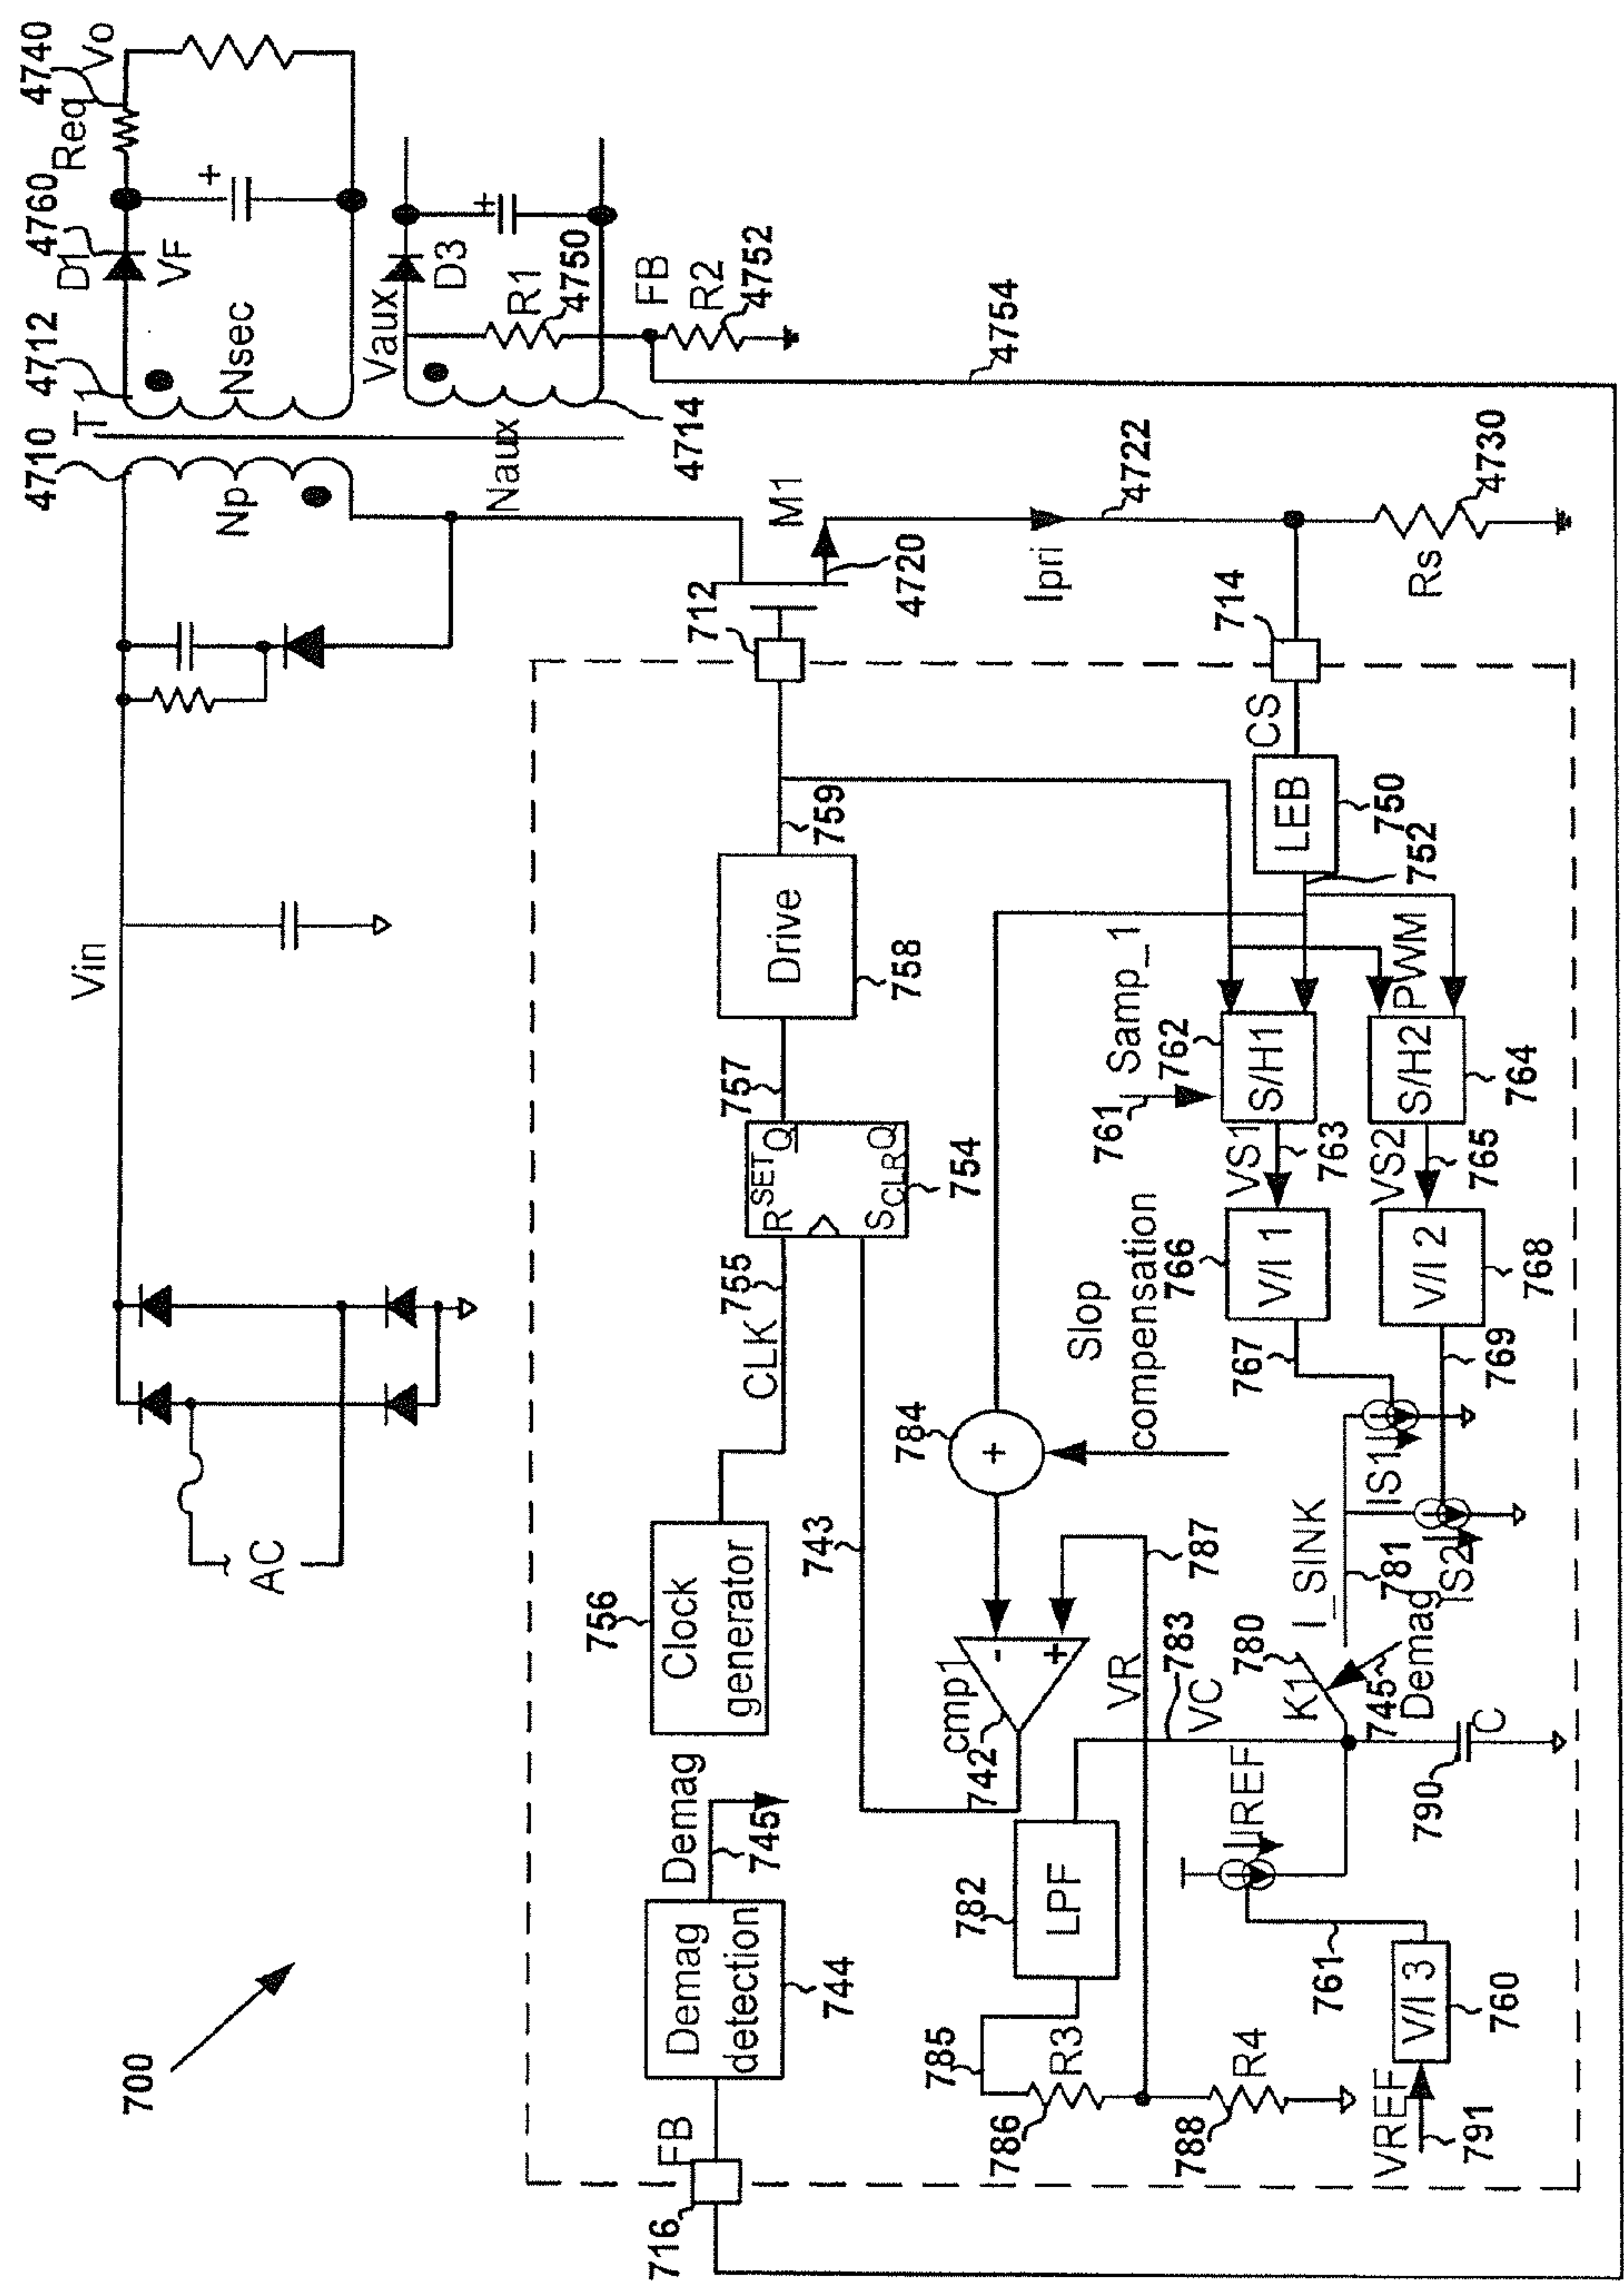 700
AC
Vin
4710
T1
4712
D1
4760
Req
4740
Vo
VF
Np
Nsec
Naux
Vaux
D3
R1
4750
FB
R2
4752
4714
4754
716
FB
Demag
detection
744
Demag
745
756
Clock
generator
CLK
755
R
SET
Q
S
CLR
Q
754
757
Drive
758
759
712
M1
4720
Ipri
4722
Rs
4730
714
CS
LEB
750
752
743
cmp1
742
-
+
784
+
Slop
compensation
787
VR
785
782
LPF
786
R3
788
R4
783
VC
Samp_1
761
762
S/H1
PWM
S/H2
764
VS1
763
VS2
765
766
V/I 1
V/I 2
768
767
769
IS1
IS2
I_SINK
781
780
K1
745
Demag
IREF
790
C
761
V/I 3
760
VREF
791